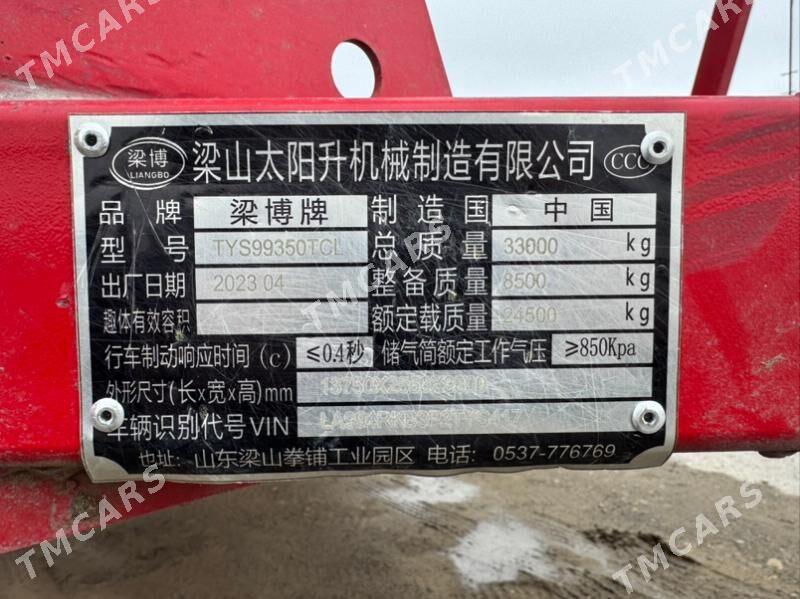 梁博 LIANGBO 梁山太阳升机械制造有限公司 CCC
品牌 梁博牌 制造国 中国
型号 TYS99350TCL 总质量 33000 kg
出厂日期 2023 04 整备质量 8500 kg
趣体有效容积 额定载质量 24500 kg
行车制动响应时间(c) ≤0.4秒 储气筒额定工作气压 ≥850Kpa
外形尺寸(长x宽x高)mm
车辆识别代号VIN
地址: 山东梁山拳铺工业园区 电话: 0537-776769
TMCARS
TMCARS
TMCARS
TMCARS
TMCARS